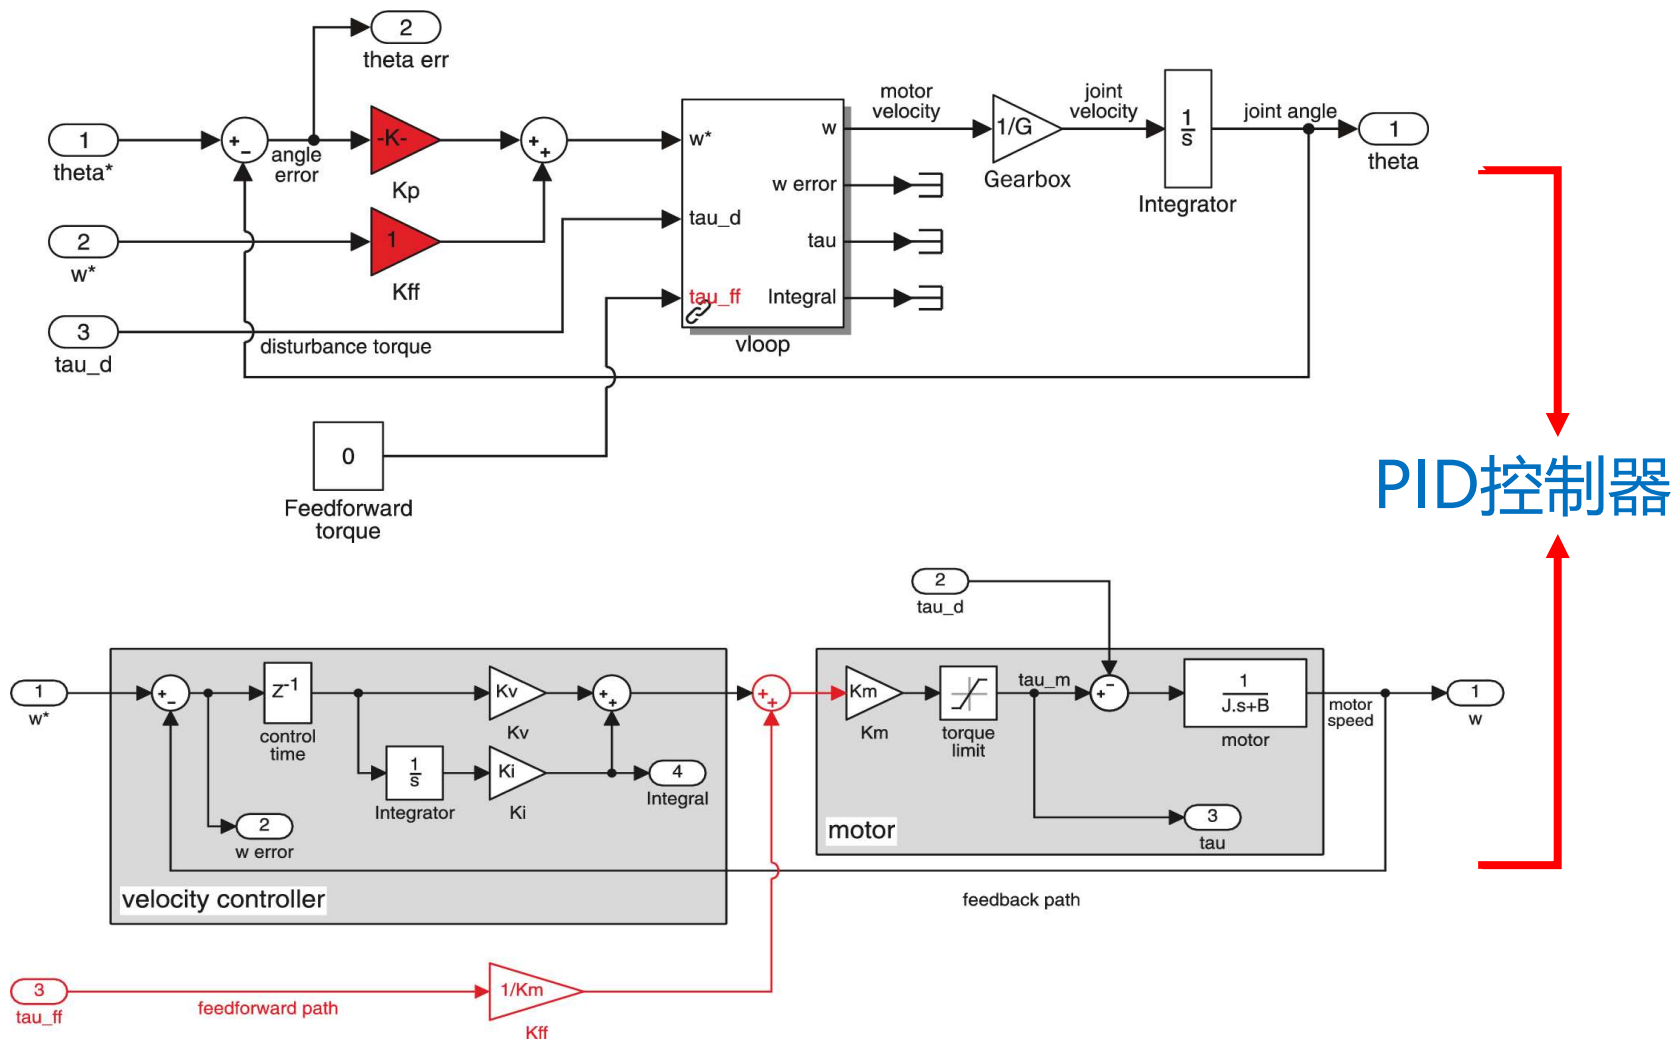 2
theta err
1
theta*
+
−
angle
error
-K-
Kp
+
+
2
w*
1
Kff
3
tau_d
disturbance torque
w*
tau_d
tau_ff
w
w error
tau
Integral
vloop
motor
velocity
1/G
Gearbox
joint
velocity
1
s
Integrator
joint angle
1
theta
0
Feedforward
torque
PID控制器
2
tau_d
1
w*
+
−
z-1
control
time
Kv
Kv
+
+
1
s
Integrator
Ki
Ki
4
Integral
2
w error
velocity controller
+
+
Km
Km
torque
limit
tau_m
−
+
1
J.s+B
motor
motor
speed
1
w
3
tau
motor
feedback path
3
tau_ff
feedforward path
1/Km
Kff